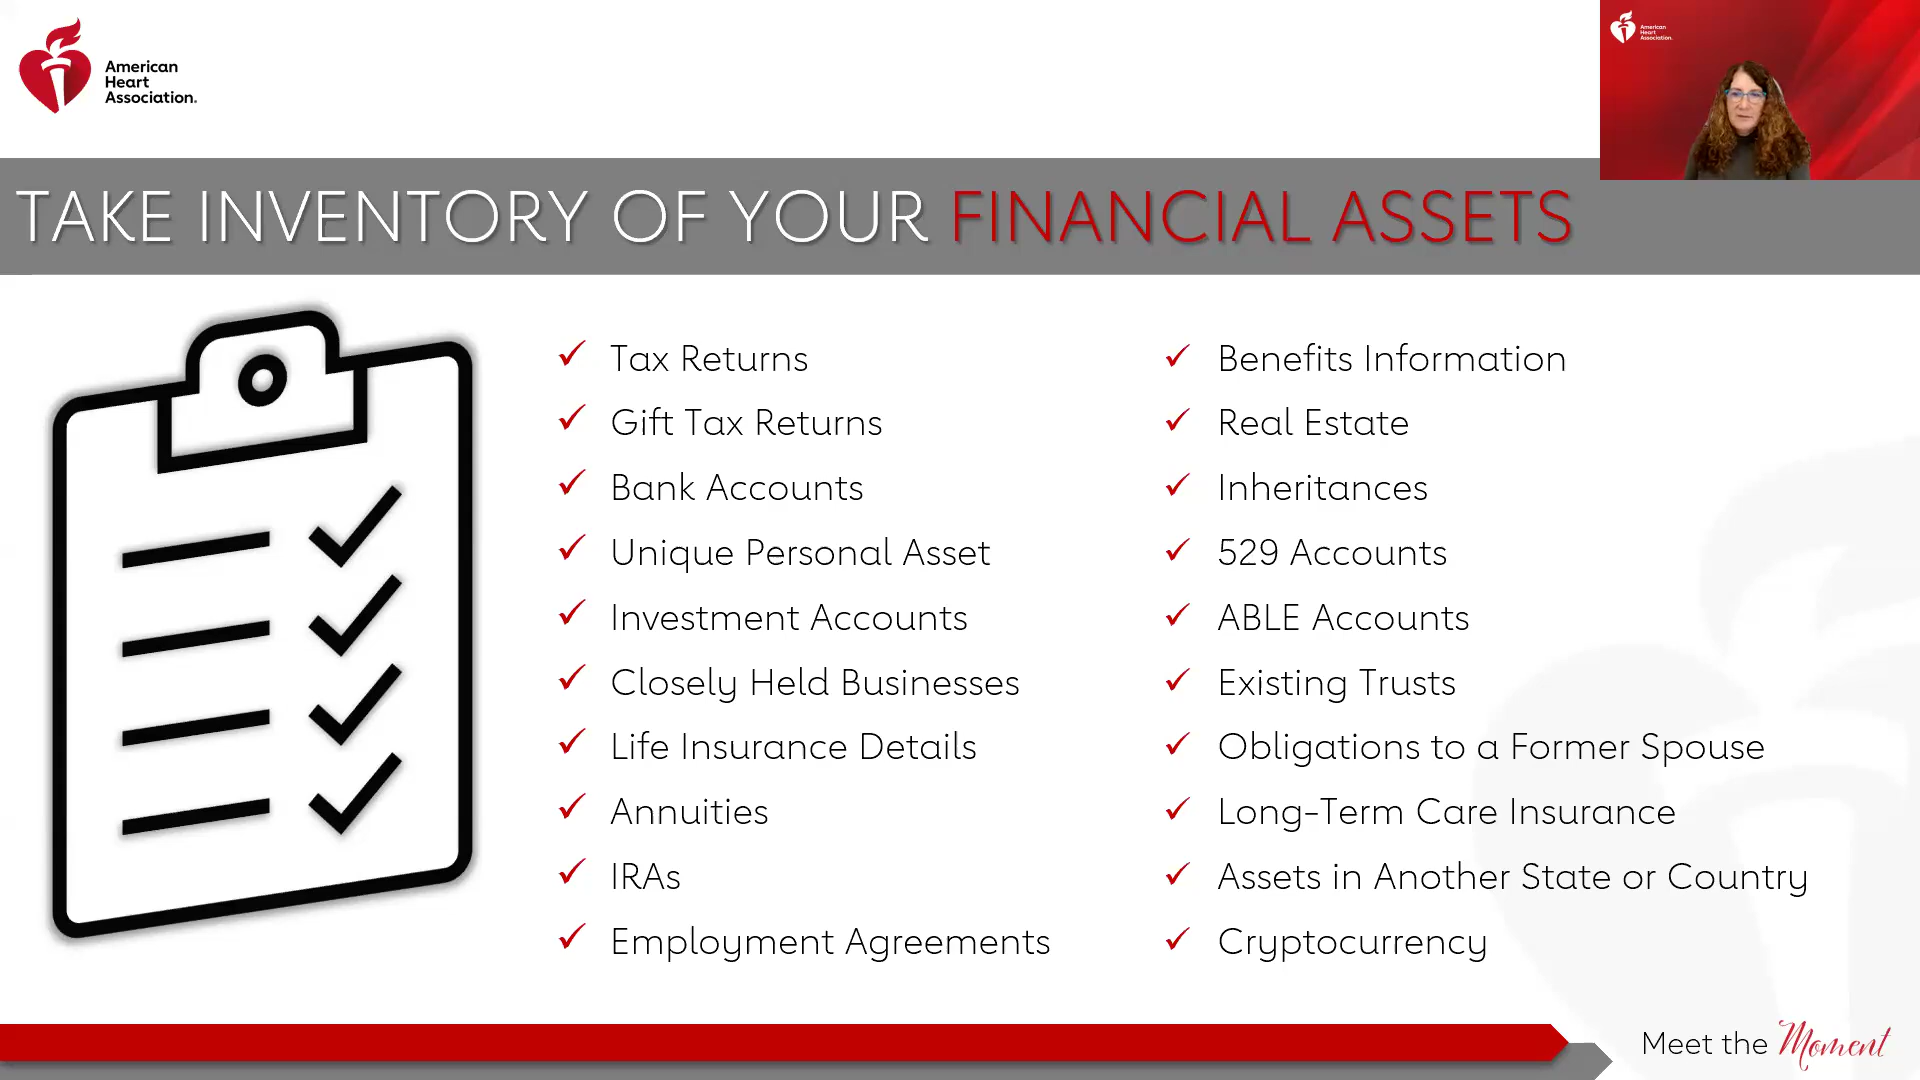 American
Heart
Association.
American
Heart
Association.
TAKE INVENTORY OF YOUR FINANCIAL ASSETS
Tax Returns
Gift Tax Returns
Bank Accounts
Unique Personal Asset
Investment Accounts
Closely Held Businesses
Life Insurance Details
Annuities
IRAs
Employment Agreements
Benefits Information
Real Estate
Inheritances
529 Accounts
ABLE Accounts
Existing Trusts
Obligations to a Former Spouse
Long-Term Care Insurance
Assets in Another State or Country
Cryptocurrency
Meet the Moment